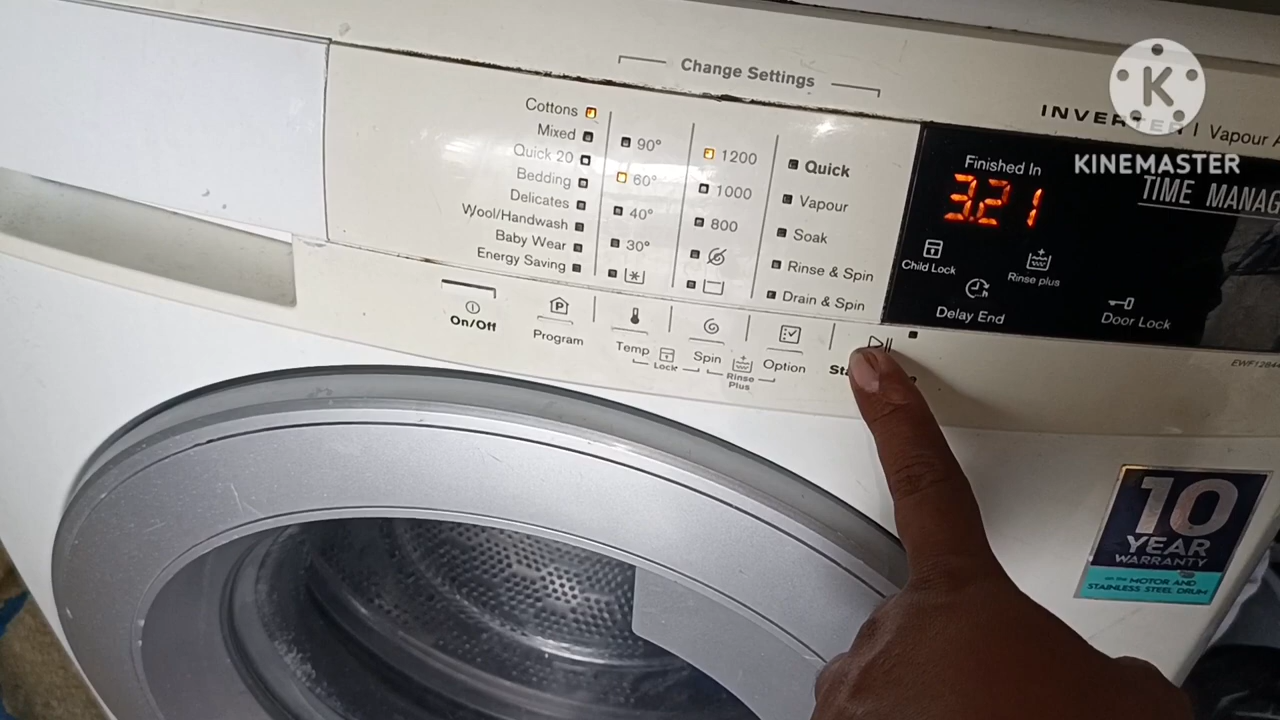 Change Settings
Cottons
Mixed
Quick 20
Bedding
Delicates
Wool/Handwash
Baby Wear
Energy Saving
90°
60°
40°
30°
1200
1000
800
Quick
Vapour
Soak
Rinse & Spin
Drain & Spin
INVERTER | Vapour
K
KINEMASTER
TIME MANAG
Finished In
3.21
Child Lock
Rinse plus
Delay End
Door Lock
On/Off
P
Program
Temp
Lock
Spin
Rinse
Plus
Option
10
YEAR
WARRANTY
on the MOTOR AND
STAINLESS STEEL DRUM